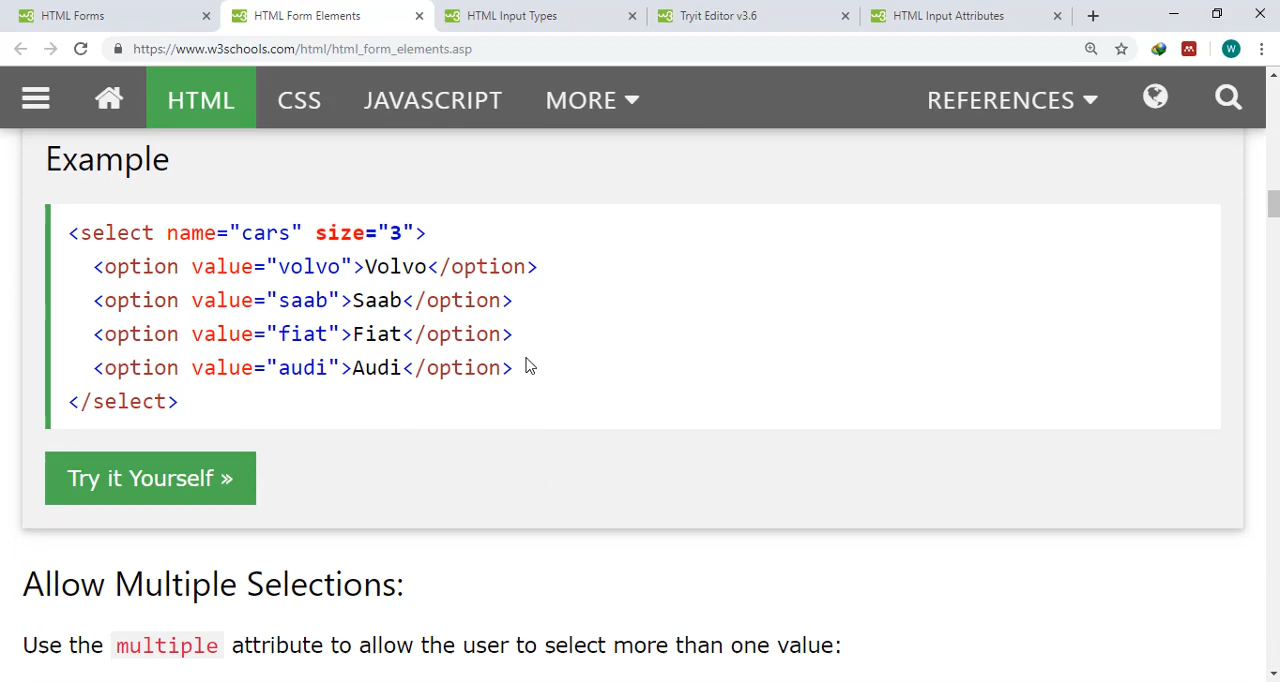 HTML Forms
HTML Form Elements
HTML Input Types
Tryit Editor v3.6
HTML Input Attributes
https://www.w3schools.com/html/html_form_elements.asp
W
HTML CSS JAVASCRIPT MORE REFERENCES
Example
<select name="cars" size="3">
<option value="volvo">Volvo</option>
<option value="saab">Saab</option>
<option value="fiat">Fiat</option>
<option value="audi">Audi</option>
</select>
Try it Yourself »
Allow Multiple Selections:
Use the multiple attribute to allow the user to select more than one value: